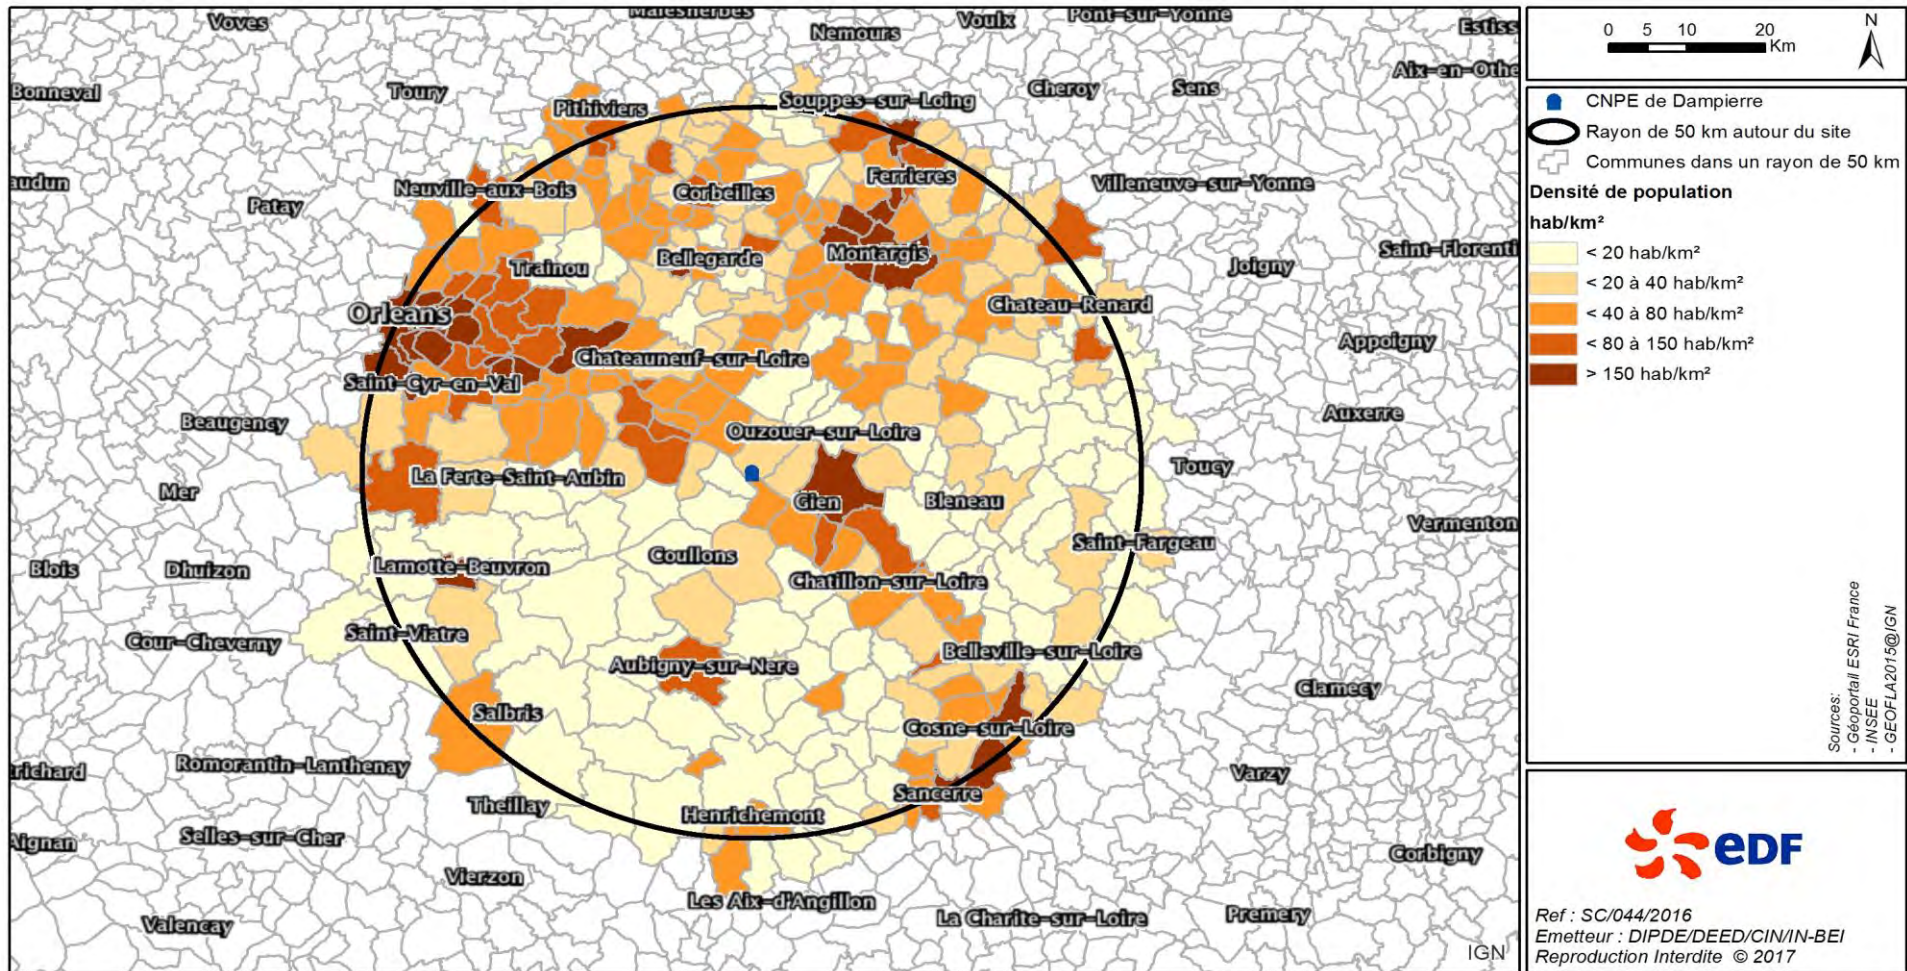 Voves
Malesherbes
Nemours
Voulx
Pont-sur-Yonne
Estiss
Bonneval
Toury
Pithiviers
Souppes-sur-Loing
Cheroy
Sens
Aix-en-Othe
audun
Patay
Neuville-aux-Bois
Corbeilles
Ferrieres
Villeneuve-sur-Yonne
Trainou
Bellegarde
Montargis
Joigny
Saint-Florenti
Orleans
Chateau-Renard
Chateauneuf-sur-Loire
Appoigny
Saint-Cyr-en-Val
Beaugency
Ouzouer-sur-Loire
Auxerre
Mer
La Ferte-Saint-Aubin
Gien
Bleneau
Toucy
Vermenton
Blois
Dhuizon
Lamotte-Beuvron
Coullons
Chatillon-sur-Loire
Saint-Fargeau
Cour-Cheverny
Saint-Viatre
Aubigny-sur-Nere
Belleville-sur-Loire
Clamecy
Salbris
Cosne-sur-Loire
trichard
Romorantin-Lanthenay
Theillay
Henrichemont
Sancerre
Varzy
Aignan
Selles-sur-Cher
Vierzon
Les Aix-d'Angillon
Corbigny
Valencay
La Charite-sur-Loire
Premery
IGN
0 5 10 20
Km
N
CNPE de Dampierre
Rayon de 50 km autour du site
Communes dans un rayon de 50 km
Densité de population
hab/km²
< 20 hab/km²
< 20 à 40 hab/km²
< 40 à 80 hab/km²
< 80 à 150 hab/km²
> 150 hab/km²
Sources:
- Géoportail ESRI France
- INSEE
- GEOFLA2015@IGN
eDF
Ref : SC/044/2016
Emetteur : DIPDE/DEED/CIN/IN-BEI
Reproduction Interdite © 2017